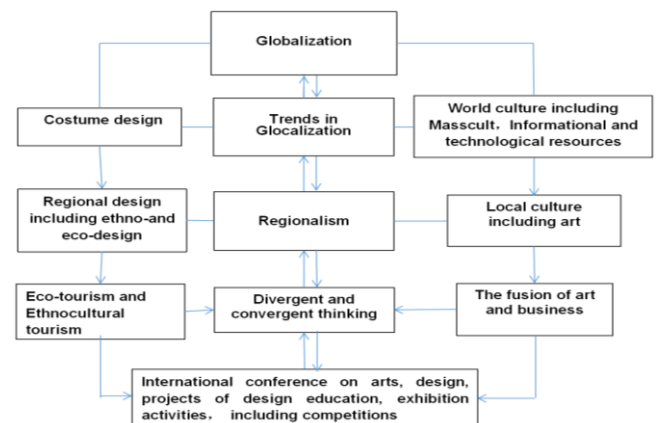 Globalization
Costume design
Trends in
Glocalization
World culture including
Masscult， Informational and
technological resources
Regional design
including ethno-and
eco-design
Regionalism
Local culture
including art
Eco-tourism and
Ethnocultural
tourism
Divergent and
convergent thinking
The fusion of art
and business
International conference on arts, design,
projects of design education, exhibition
activities， including competitions